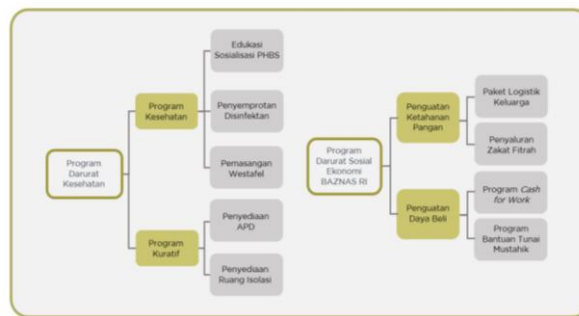 Program
Darurat
Kesehatan
Program
Kesehatan
Edukasi
Sosialisasi PHBS
Penyemprotan
Disinfektan
Pemasangan
Westafel
Program
Kuratif
Penyediaan
APD
Penyediaan
Ruang Isolasi
Program
Darurat Sosial
Ekonomi
BAZNAS RI
Penguatan
Ketahanan
Pangan
Paket Logistik
Keluarga
Penyaluran
Zakat Fitrah
Penguatan
Daya Beli
Program Cash
for Work
Program
Bantuan Tunai
Mustahik